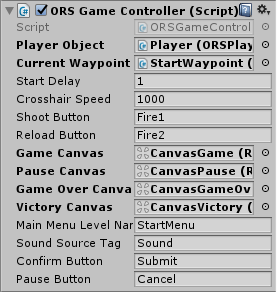 ORS Game Controller (Script)
Script ORSGameControl
Player Object Player (ORSPlay
Current Waypoint StartWaypoint (
Start Delay 1
Crosshair Speed 1000
Shoot Button Fire1
Reload Button Fire2
Game Canvas CanvasGame (R
Pause Canvas CanvasPause (R
Game Over Canva CanvasGameOv
Victory Canvas CanvasVictory (
Main Menu Level Nar StartMenu
Sound Source Tag Sound
Confirm Button Submit
Pause Button Cancel